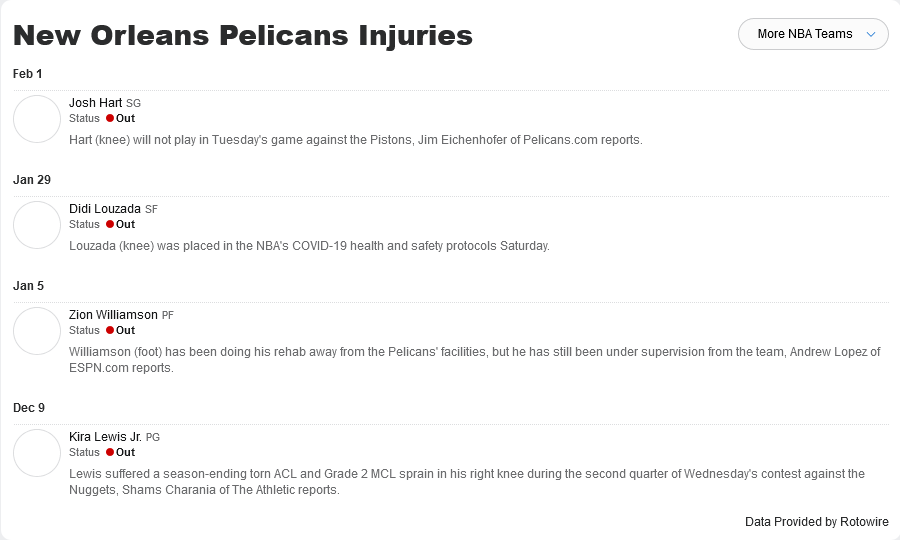 New Orleans Pelicans Injuries
More NBA Teams
Feb 1
Josh Hart SG
Status Out
Hart (knee) will not play in Tuesday's game against the Pistons, Jim Eichenhofer of Pelicans.com reports.
Jan 29
Didi Louzada SF
Status Out
Louzada (knee) was placed in the NBA's COVID-19 health and safety protocols Saturday.
Jan 5
Zion Williamson PF
Status Out
Williamson (foot) has been doing his rehab away from the Pelicans' facilities, but he has still been under supervision from the team, Andrew Lopez of
ESPN.com reports.
Dec 9
Kira Lewis Jr. PG
Status Out
Lewis suffered a season-ending torn ACL and Grade 2 MCL sprain in his right knee during the second quarter of Wednesday's contest against the
Nuggets, Shams Charania of The Athletic reports.
Data Provided by Rotowire